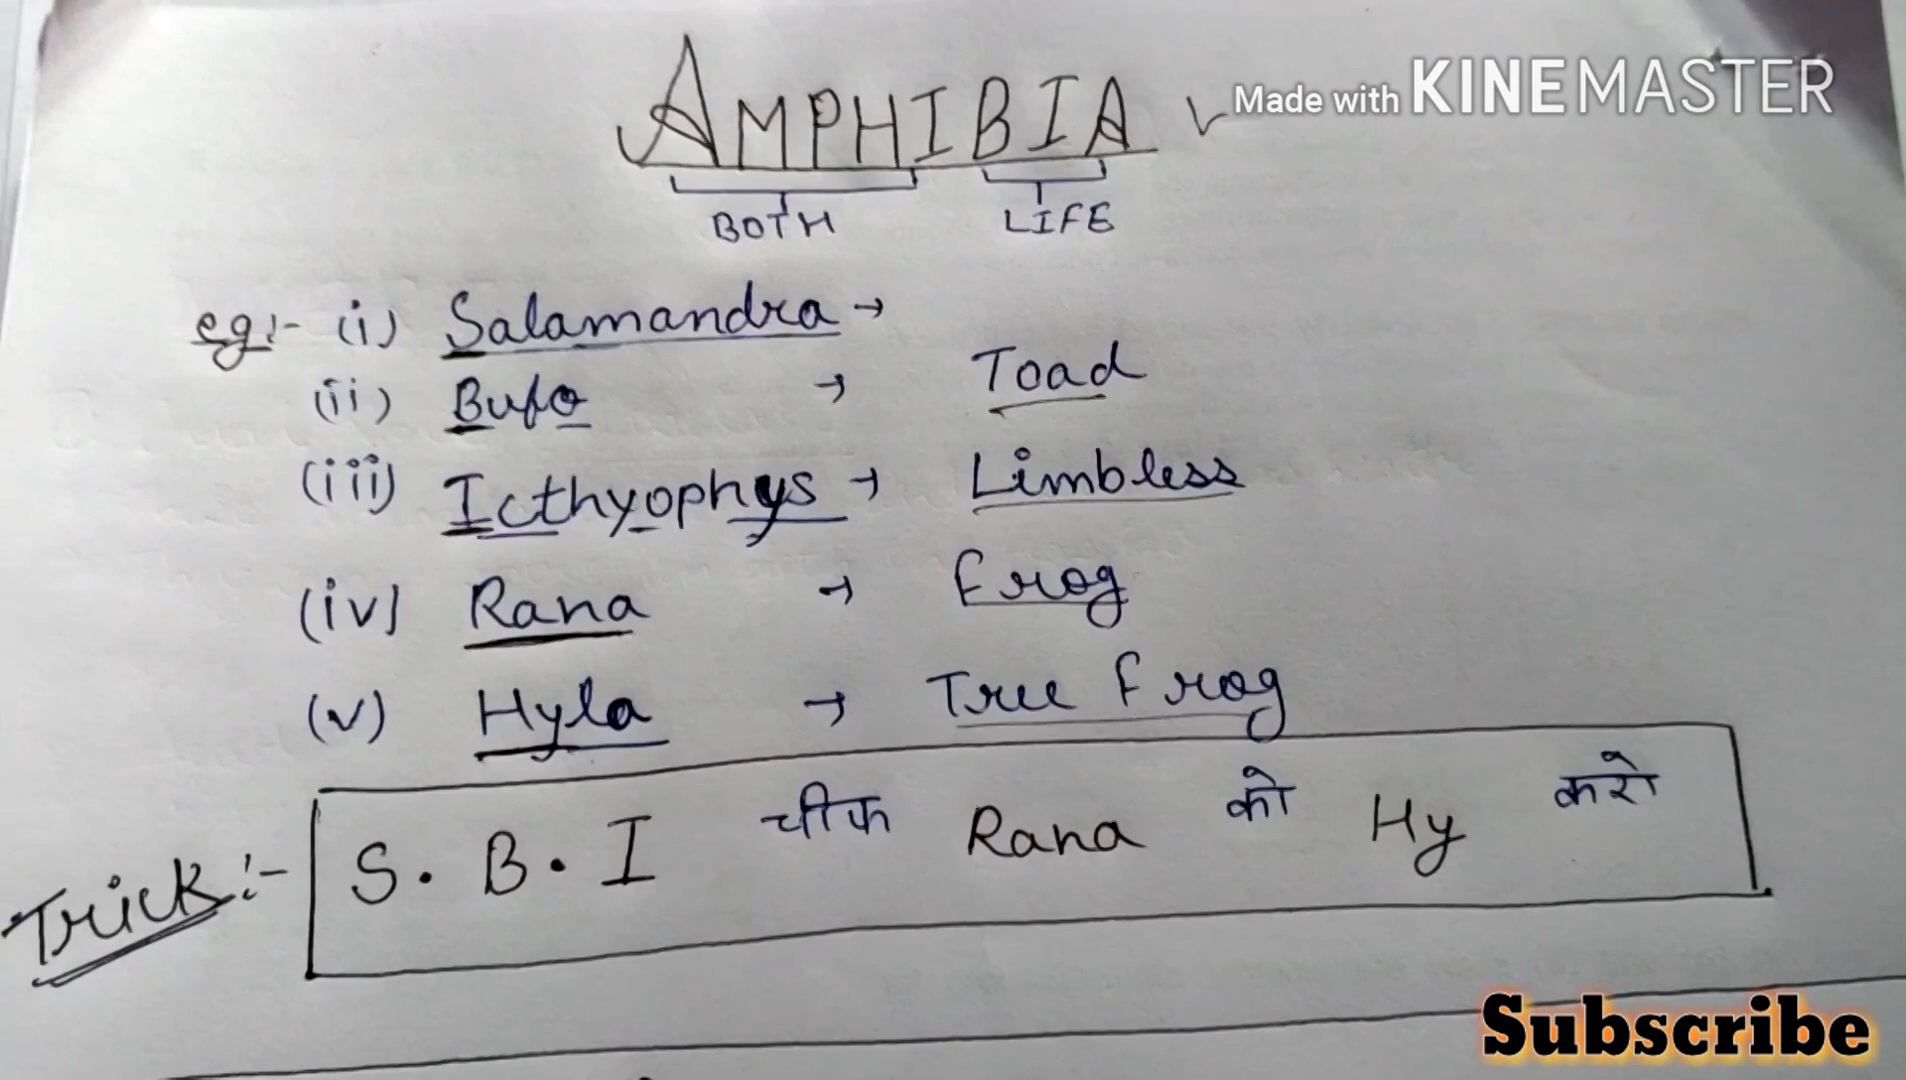 AMPHIBIA
Made with KINEMASTER
BOTH LIFE
eg:- (i) Salamandra →
(ii) Bufo → Toad
(iii) Icthyophys → Limbless
(iv) Rana → Frog
(v) Hyla → Tree Frog
Trick:- S. B. I चीफ Rana को Hy करो
Subscribe